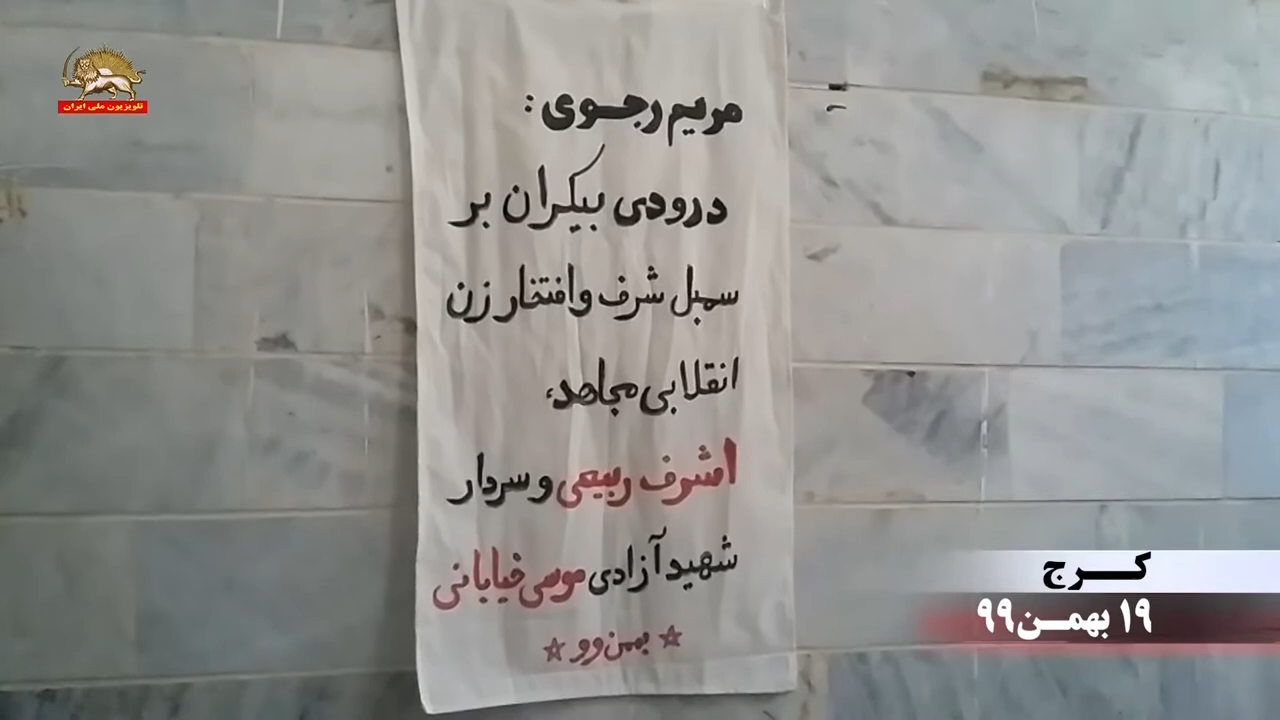 تلویزیون ملی ایران
مریم رجوی :
درودی بیکران بر
سمبل شرف و افتخار زن
انقلابی مجاهد،
اشرف ربیعی و سردار
شهید آزادی موسی خیابانی
☆ بهمن ۹۹ ☆
کرج
۱۹ بهمن ۹۹